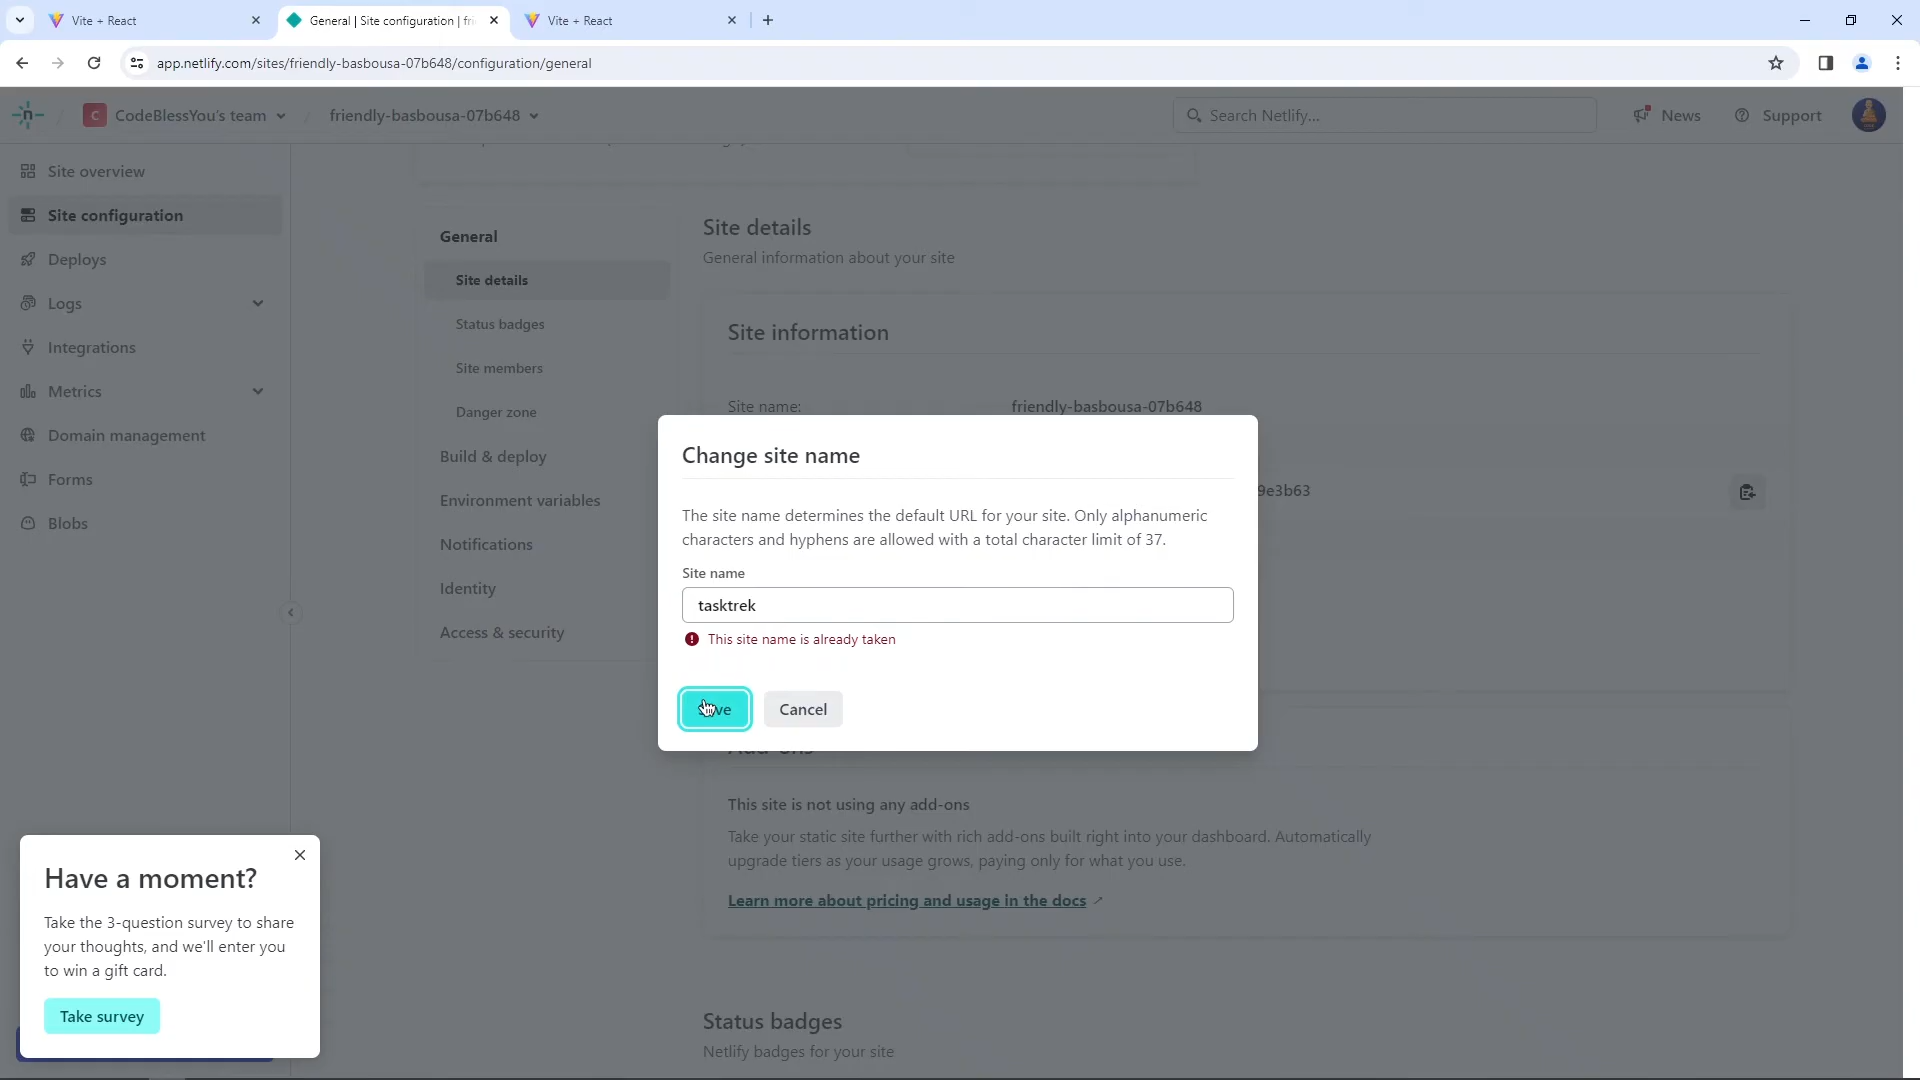 Vite + React
General | Site configuration | fri
Vite + React
app.netlify.com/sites/friendly-basbousa-07b648/configuration/general
C
CodeBlessYou's team
friendly-basbousa-07b648
Search Netlify...
News
Support
Site overview
Site configuration
Deploys
Logs
Integrations
Metrics
Domain management
Forms
Blobs
General
Site details
Status badges
Site members
Danger zone
Build & deploy
Environment variables
Notifications
Identity
Access & security
Site details
General information about your site
Site information
Site name:
friendly-basbousa-07b648
9e3b63
Change site name
The site name determines the default URL for your site. Only alphanumeric
characters and hyphens are allowed with a total character limit of 37.
Site name
tasktrek
This site name is already taken
Cancel
Add-ons
This site is not using any add-ons
Take your static site further with rich add-ons built right into your dashboard. Automatically
upgrade tiers as your usage grows, paying only for what you use.
Learn more about pricing and usage in the docs
Status badges
Netlify badges for your site
Have a moment?
Take the 3-question survey to share
your thoughts, and we'll enter you
to win a gift card.
Take survey